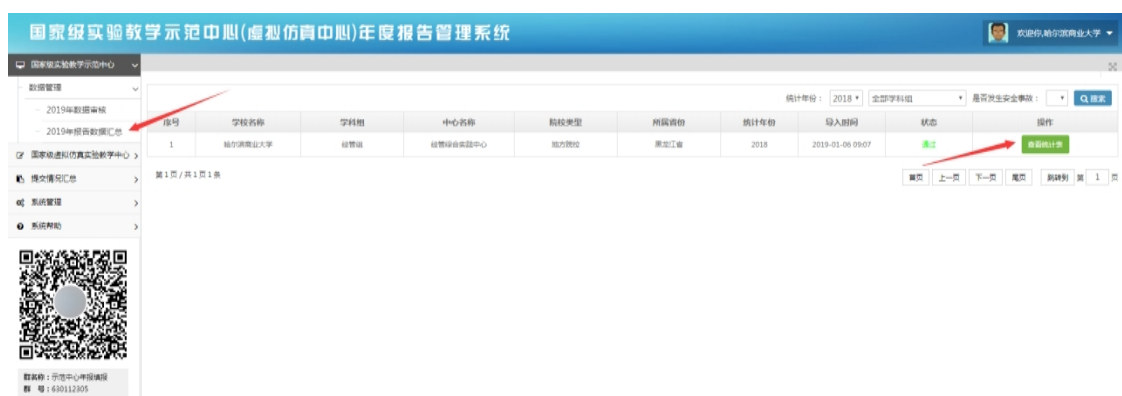 国家级实验教学示范中心(虚拟仿真中心)年度报告管理系统
欢迎你,哈尔滨商业大学
国家级实验教学示范中心
数据管理
2019年数据审核
2019年报告数据汇总
国家级虚拟仿真实验教学中心
提交情况汇总
系统管理
系统帮助
群名称：示范中心年报填报
群 号：630112305
统计年份： 2018 全部学科组 是否发生安全事故： 搜索
序号 学校名称 学科组 中心名称 院校类型 所属省份 统计年份 导入时间 状态 操作
1 哈尔滨商业大学 经管组 经管综合实践中心 地方院校 黑龙江省 2018 2019-01-06 09:07 通过 查看统计表
第1页/共1页1条 首页 上一页 下一页 尾页 跳转到 第 1 页